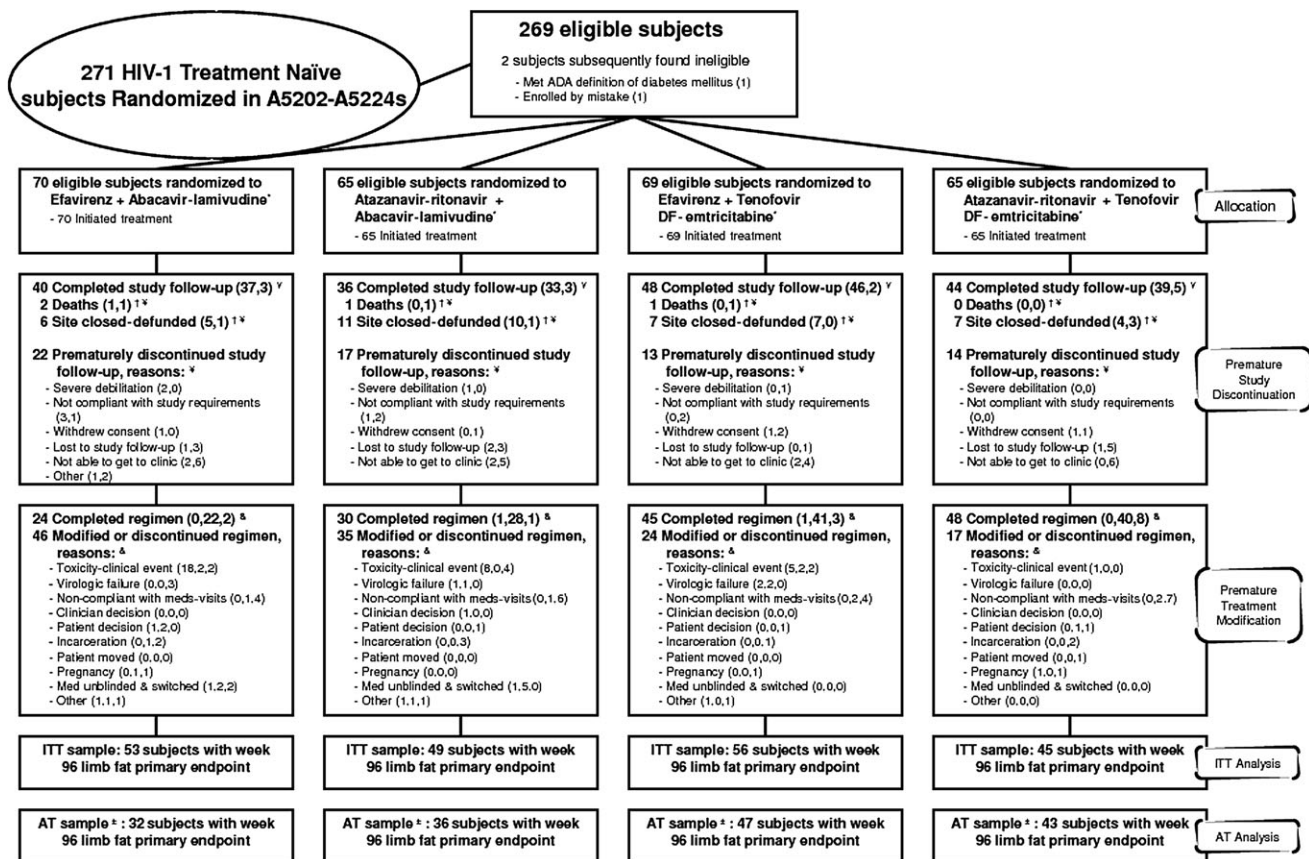 271 HIV-1 Treatment Naïve
subjects Randomized in A5202-A5224s
269 eligible subjects
2 subjects subsequently found ineligible
- Met ADA definition of diabetes mellitus (1)
- Enrolled by mistake (1)
70 eligible subjects randomized to
Efavirenz + Abacavir-lamivudine*
- 70 Initiated treatment
65 eligible subjects randomized to
Atazanavir-ritonavir +
Abacavir-lamivudine*
- 65 Initiated treatment
69 eligible subjects randomized to
Efavirenz + Tenofovir
DF- emtricitabine*
- 69 Initiated treatment
65 eligible subjects randomized to
Atazanavir-ritonavir + Tenofovir
DF- emtricitabine*
- 65 Initiated treatment
Allocation
40 Completed study follow-up (37,3) ¥
2 Deaths (1,1) †¥
6 Site closed-defunded (5,1) †¥
22 Prematurely discontinued study
follow-up, reasons: ¥
- Severe debilitation (2,0)
- Not compliant with study requirements
(3,1)
- Withdrew consent (1,0)
- Lost to study follow-up (1,3)
- Not able to get to clinic (2,6)
- Other (1,2)
36 Completed study follow-up (33,3) ¥
1 Deaths (0,1) †¥
11 Site closed-defunded (10,1) †¥
17 Prematurely discontinued study
follow-up, reasons: ¥
- Severe debilitation (1,0)
- Not compliant with study requirements
(1,2)
- Withdrew consent (0,1)
- Lost to study follow-up (2,3)
- Not able to get to clinic (2,5)
48 Completed study follow-up (46,2) ¥
1 Deaths (0,1) †¥
7 Site closed-defunded (7,0) †¥
13 Prematurely discontinued study
follow-up, reasons: ¥
- Severe debilitation (0,1)
- Not compliant with study requirements
(0,2)
- Withdrew consent (1,2)
- Lost to study follow-up (0,1)
- Not able to get to clinic (2,4)
44 Completed study follow-up (39,5) ¥
0 Deaths (0,0) †¥
7 Site closed-defunded (4,3) †¥
14 Prematurely discontinued study
follow-up, reasons: ¥
- Severe debilitation (0,0)
- Not compliant with study requirements
(0,0)
- Withdrew consent (1,1)
- Lost to study follow-up (1,5)
- Not able to get to clinic (0,6)
Premature
Study
Discontinuation
24 Completed regimen (0,22,2) &
46 Modified or discontinued regimen,
reasons: &
- Toxicity-clinical event (18,2,2)
- Virologic failure (0,0,3)
- Non-compliant with meds-visits (0,1,4)
- Clinician decision (0,0,0)
- Patient decision (1,2,0)
- Incarceration (0,1,2)
- Patient moved (0,0,0)
- Pregnancy (0,1,1)
- Med unblinded & switched (1,2,2)
- Other (1,1,1)
30 Completed regimen (1,28,1) &
35 Modified or discontinued regimen,
reasons: &
- Toxicity-clinical event (8,0,4)
- Virologic failure (1,1,0)
- Non-compliant with meds-visits (0,1,6)
- Clinician decision (1,0,0)
- Patient decision (0,0,1)
- Incarceration (0,0,3)
- Patient moved (0,0,0)
- Pregnancy (0,0,0)
- Med unblinded & switched (1,5,0)
- Other (1,1,1)
45 Completed regimen (1,41,3) &
24 Modified or discontinued regimen,
reasons: &
- Toxicity-clinical event (5,2,2)
- Virologic failure (2,2,0)
- Non-compliant with meds-visits (0,2,4)
- Clinician decision (0,0,0)
- Patient decision (0,0,1)
- Incarceration (0,0,1)
- Patient moved (0,0,0)
- Pregnancy (0,0,1)
- Med unblinded & switched (0,0,0)
- Other (1,0,1)
48 Completed regimen (0,40,8) &
17 Modified or discontinued regimen,
reasons: &
- Toxicity-clinical event (1,0,0)
- Virologic failure (0,0,0)
- Non-compliant with meds-visits (0,2,7)
- Clinician decision (0,0,0)
- Patient decision (0,1,1)
- Incarceration (0,0,2)
- Patient moved (0,0,1)
- Pregnancy (1,0,1)
- Med unblinded & switched (0,0,0)
- Other (0,0,0)
Premature
Treatment
Modification
ITT sample: 53 subjects with week
96 limb fat primary endpoint
ITT sample: 49 subjects with week
96 limb fat primary endpoint
ITT sample: 56 subjects with week
96 limb fat primary endpoint
ITT sample: 45 subjects with week
96 limb fat primary endpoint
ITT Analysis
AT sample ± : 32 subjects with week
96 limb fat primary endpoint
AT sample ± : 36 subjects with week
96 limb fat primary endpoint
AT sample ± : 47 subjects with week
96 limb fat primary endpoint
AT sample ± : 43 subjects with week
96 limb fat primary endpoint
AT Analysis